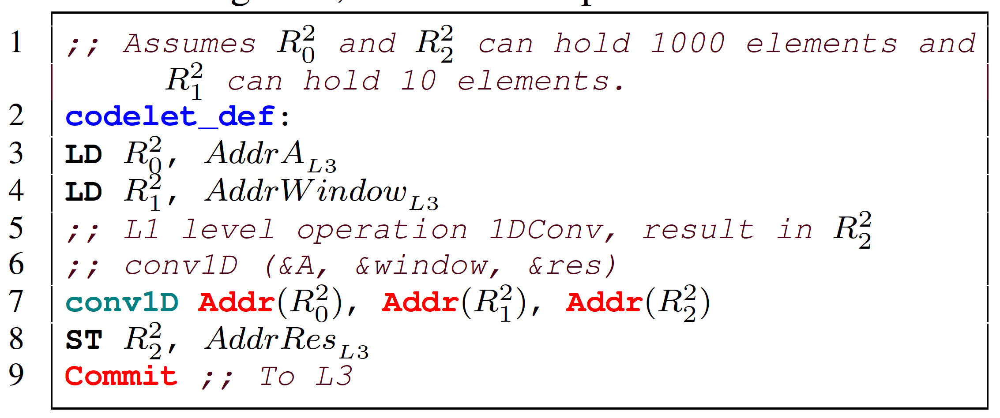 1 ;; Assumes $R_0^2$ and $R_2^2$ can hold 1000 elements and
$R_1^2$ can hold 10 elements.
2 codelet_def:
3 LD $R_0^2$, $AddrA_{L3}$
4 LD $R_1^2$, $AddrWindow_{L3}$
5 ;; L1 level operation 1DConv, result in $R_2^2$
6 ;; conv1D (&A, &window, &res)
7 conv1D Addr($R_0^2$), Addr($R_1^2$), Addr($R_2^2$)
8 ST $R_2^2$, $AddrRes_{L3}$
9 Commit ;; To L3